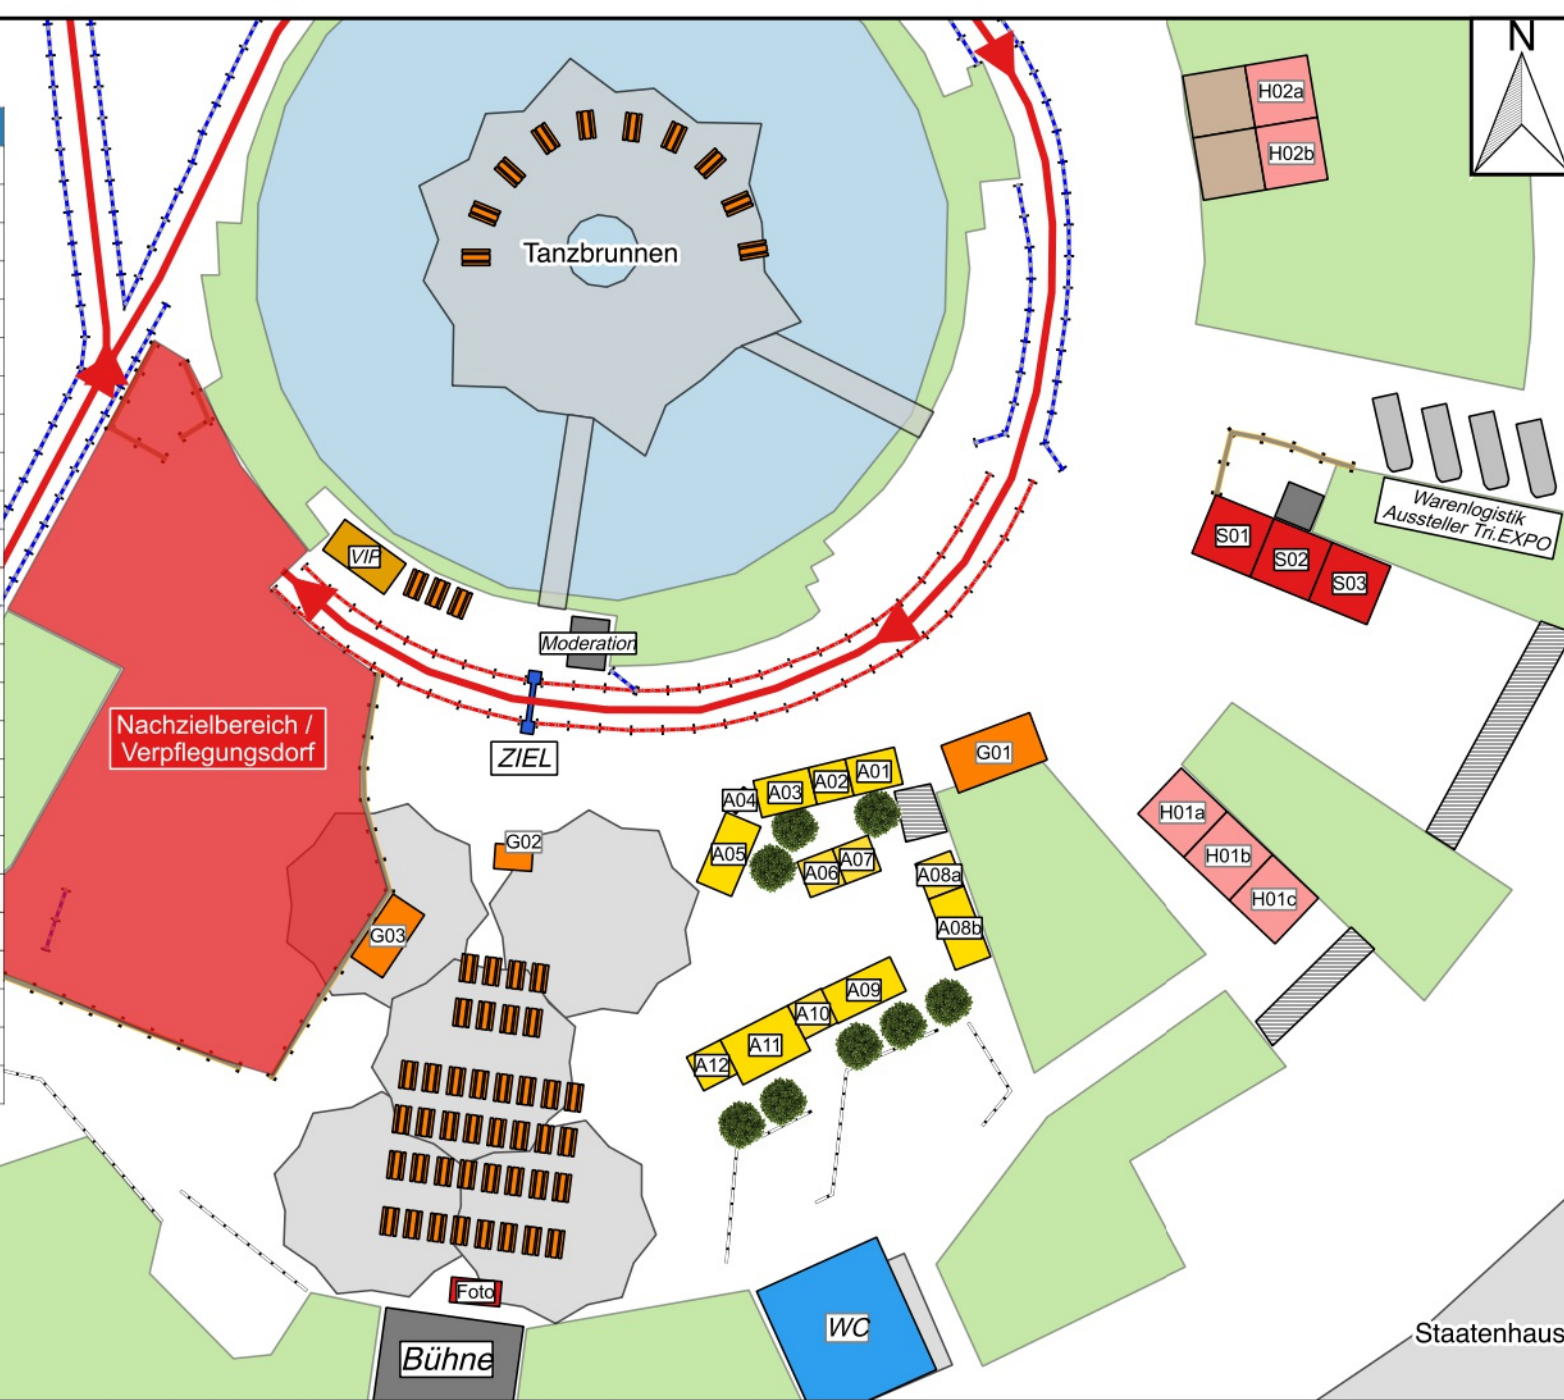 N
H02a
H02b
Tanzbrunnen
Warenlogistik
Aussteller Tri.EXPO
S01
S02
S03
VIP
Moderation
Nachzielbereich /
Verpflegungsdorf
ZIEL
G01
A01
A02
A03
A04
A05
A06
A07
A08a
A08b
H01a
H01b
H01c
G02
G03
A09
A10
A11
A12
Foto
Bühne
WC
Staatenhaus